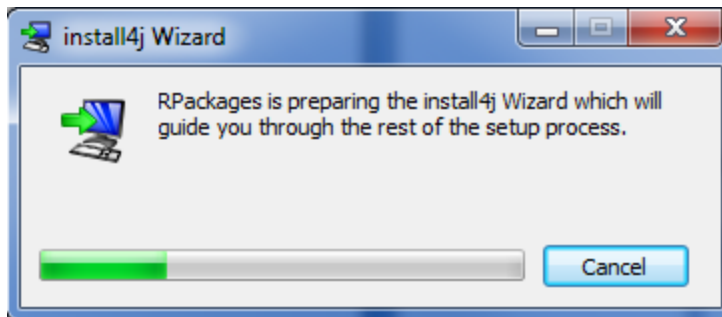 install4j Wizard
RPackages is preparing the install4j Wizard which will
guide you through the rest of the setup process.
Cancel